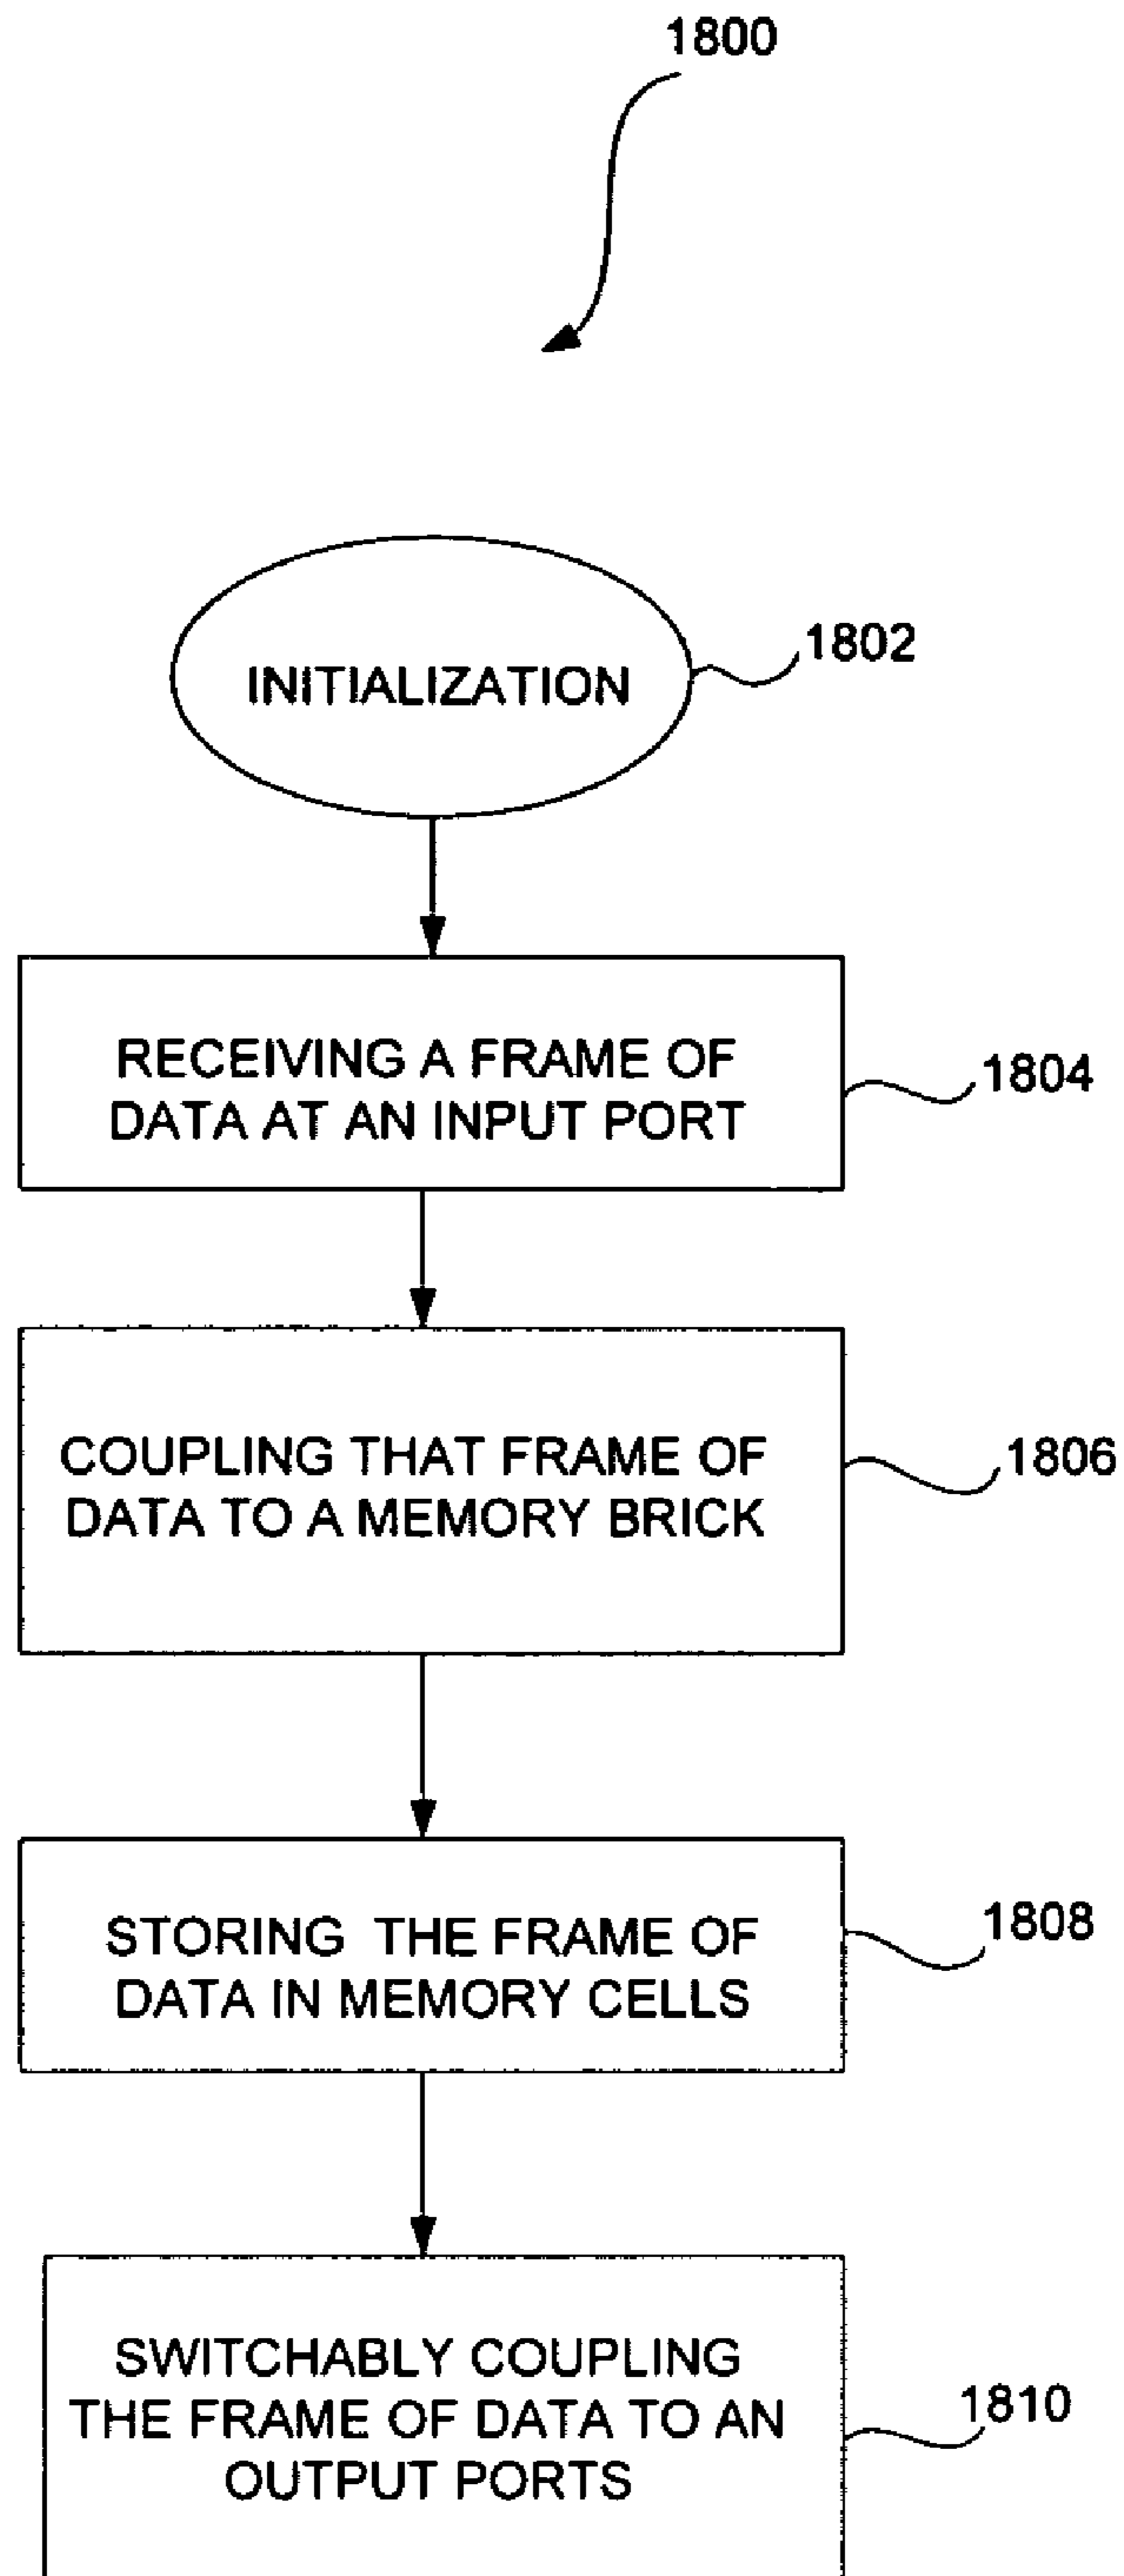 1800
INITIALIZATION
1802
RECEIVING A FRAME OF
DATA AT AN INPUT PORT
1804
COUPLING THAT FRAME OF
DATA TO A MEMORY BRICK
1806
STORING THE FRAME OF
DATA IN MEMORY CELLS
1808
SWITCHABLY COUPLING
THE FRAME OF DATA TO AN
OUTPUT PORTS
1810